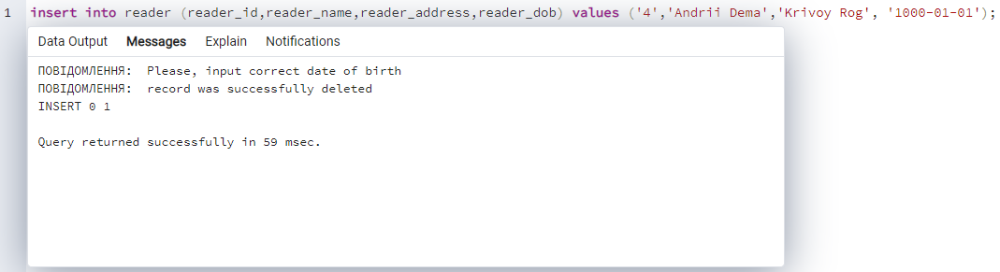 1 insert into reader (reader_id,reader_name,reader_address,reader_dob) values ('4','Andrii Dema','Krivoy Rog', '1000-01-01');
Data Output Messages Explain Notifications
ПОВІДОМЛЕННЯ:  Please, input correct date of birth
ПОВІДОМЛЕННЯ:  record was successfully deleted
INSERT 0 1
Query returned successfully in 59 msec.